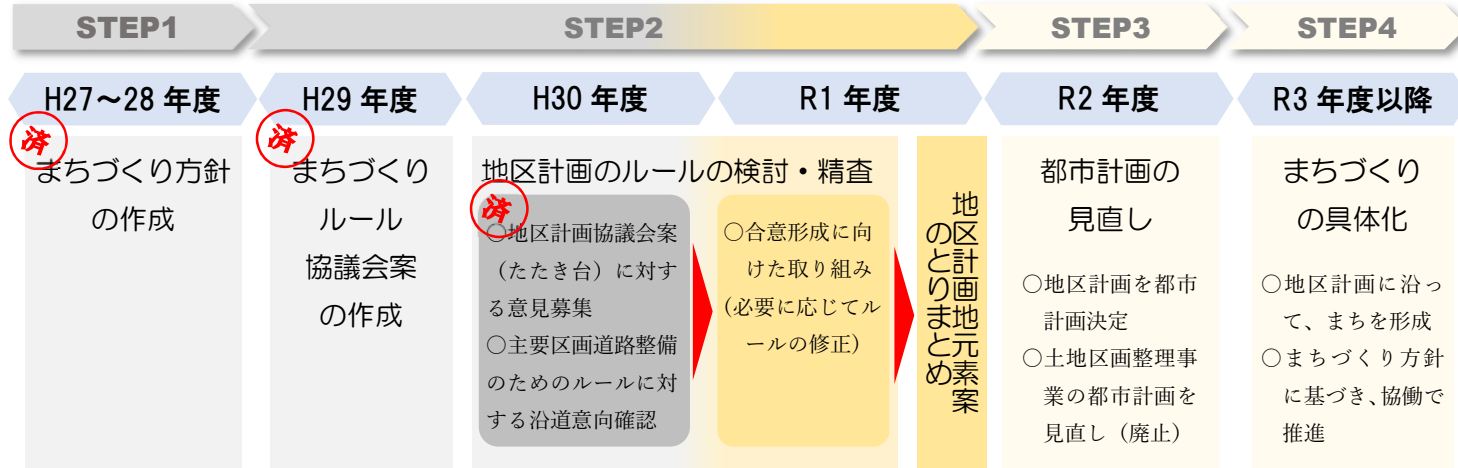 STEP1
STEP2
STEP3
STEP4
H27～28 年度
H29 年度
H30 年度
R1 年度
R2 年度
R3 年度以降
済
まちづくり方針
の作成
済
まちづくり
ルール
協議会案
の作成
地区計画のルールの検討・精査
済
〇地区計画協議会案
（たたき台）に対す
る意見募集
〇主要区画道路整備
のためのルールに対
する沿道意向確認
〇合意形成に向
けた取り組み
(必要に応じてル
ールの修正)
地区計画地元素案
のとりまとめ
都市計画の
見直し
〇地区計画を都市
計画決定
〇土地区画整理事
業の都市計画を
見直し（廃止）
まちづくり
の具体化
〇地区計画に沿っ
て、まちを形成
〇まちづくり方針
に基づき、協働で
推進